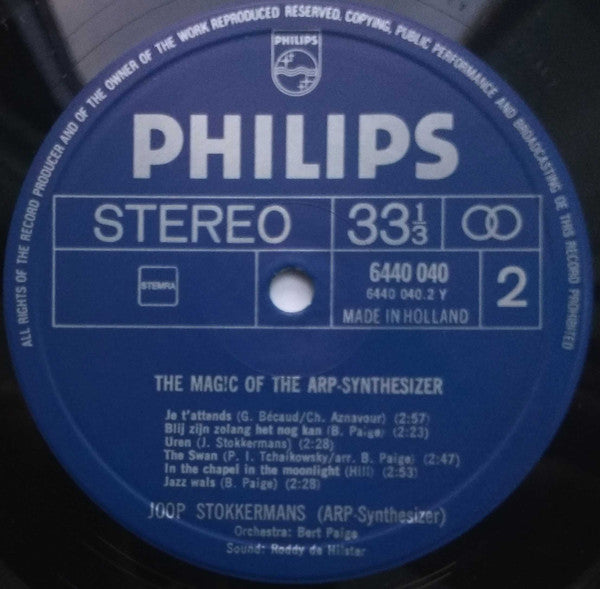 ALL RIGHTS OF THE RECORD PRODUCER AND OF THE OWNER OF THE WORK REPRODUCED RESERVED. COPYING, PUBLIC PERFORMANCE AND BROADCASTING OF THIS RECORD PROHIBITED
PHILIPS
PHILIPS
STEREO 33⅓
STEMRA 6440 040 2
6440 040.2 Y
MADE IN HOLLAND
THE MAGIC OF THE ARP-SYNTHESIZER
Je t'attends (G. Bécaud/Ch. Aznavour) (2:57)
Blij zijn zolang het nog kan (B. Paige) (2:23)
Uren (J. Stokkermans) (2:28)
The Swan (P. I. Tchaikowsky/arr. B. Paige) (2:47)
In the chapel in the moonlight (Hill) (2:53)
Jazz wals (B. Paige) (2:28)
JOOP STOKKERMANS (ARP-Synthesizer)
Orchestra: Bert Paige
Sound: Roddy de Hilster